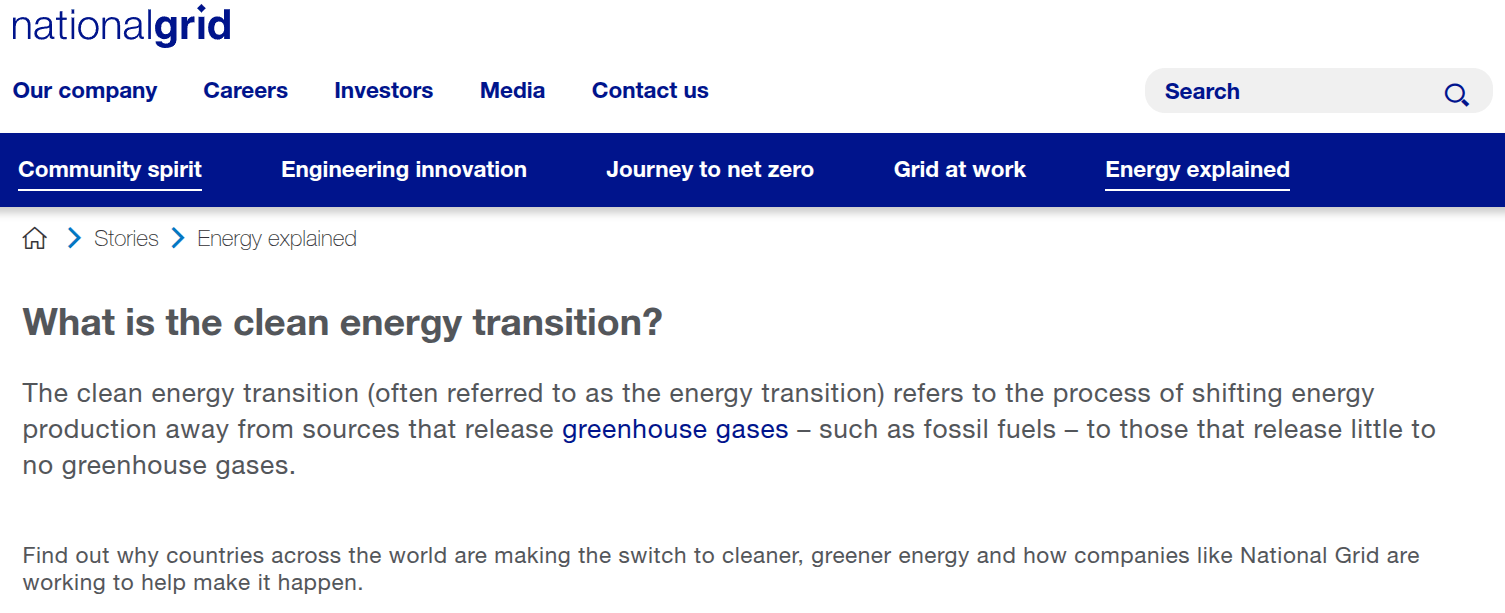 nationalgrid
Our company Careers Investors Media Contact us Search
Community spirit Engineering innovation Journey to net zero Grid at work Energy explained
Stories Energy explained
What is the clean energy transition?
The clean energy transition (often referred to as the energy transition) refers to the process of shifting energy
production away from sources that release greenhouse gases – such as fossil fuels – to those that release little to
no greenhouse gases.
Find out why countries across the world are making the switch to cleaner, greener energy and how companies like National Grid are
working to help make it happen.